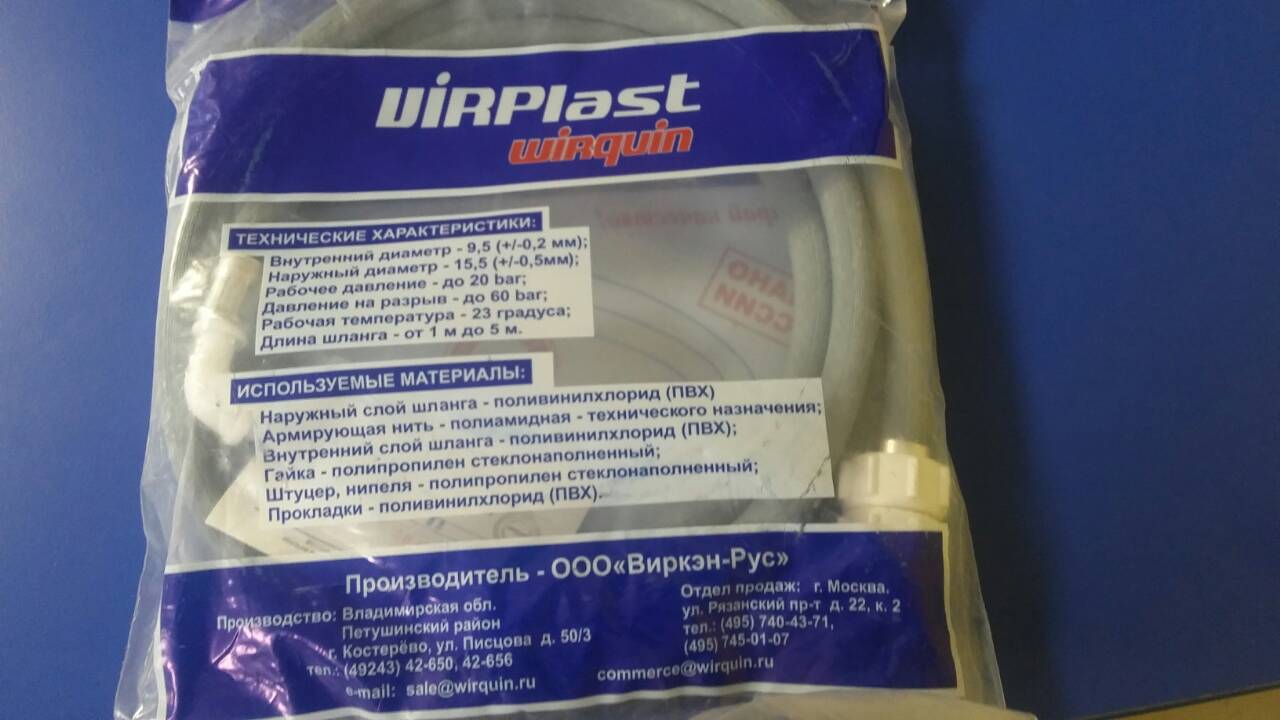 VIRPlast
wirquin
ТЕХНИЧЕСКИЕ ХАРАКТЕРИСТИКИ:
Внутренний диаметр - 9,5 (+/-0,2 мм);
Наружный диаметр - 15,5 (+/-0,5мм);
Рабочее давление - до 20 bar;
Давление на разрыв - до 60 bar;
Рабочая температура - 23 градуса;
Длина шланга - от 1 м до 5 м.
ИСПОЛЬЗУЕМЫЕ МАТЕРИАЛЫ:
Наружный слой шланга - поливинилхлорид (ПВХ)
Армирующая нить - полиамидная - технического назначения;
Внутренний слой шланга - поливинилхлорид (ПВХ);
Гайка - полипропилен стеклонаполненный;
Штуцер, нипеля - полипропилен стеклонаполненный;
Прокладки - поливинилхлорид (ПВХ).
Производитель - ООО«Виркэн-Рус»
Производство: Владимирская обл.
Петушинский район
г. Костерёво, ул. Писцова д. 50/3
тел.: (49243) 42-650, 42-656
e-mail: sale@wirquin.ru
Отдел продаж: г. Москва.
ул. Рязанский пр-т д. 22, к. 2
тел.: (495) 740-43-71,
(495) 745-01-07
commerce@wirquin.ru